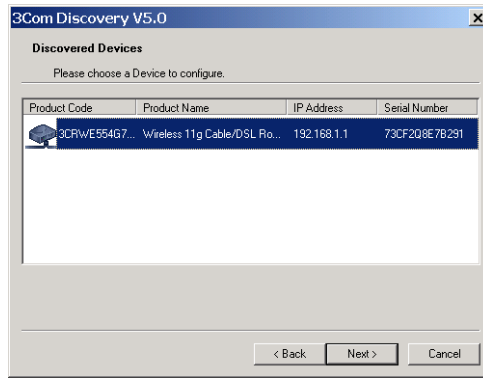 3Com Discovery V5.0
Discovered Devices
Please choose a Device to configure.
Product Code Product Name IP Address Serial Number
3CRWE554G7... Wireless 11g Cable/DSL Ro... 192.168.1.1 73CF2Q8E7B291
< Back Next > Cancel